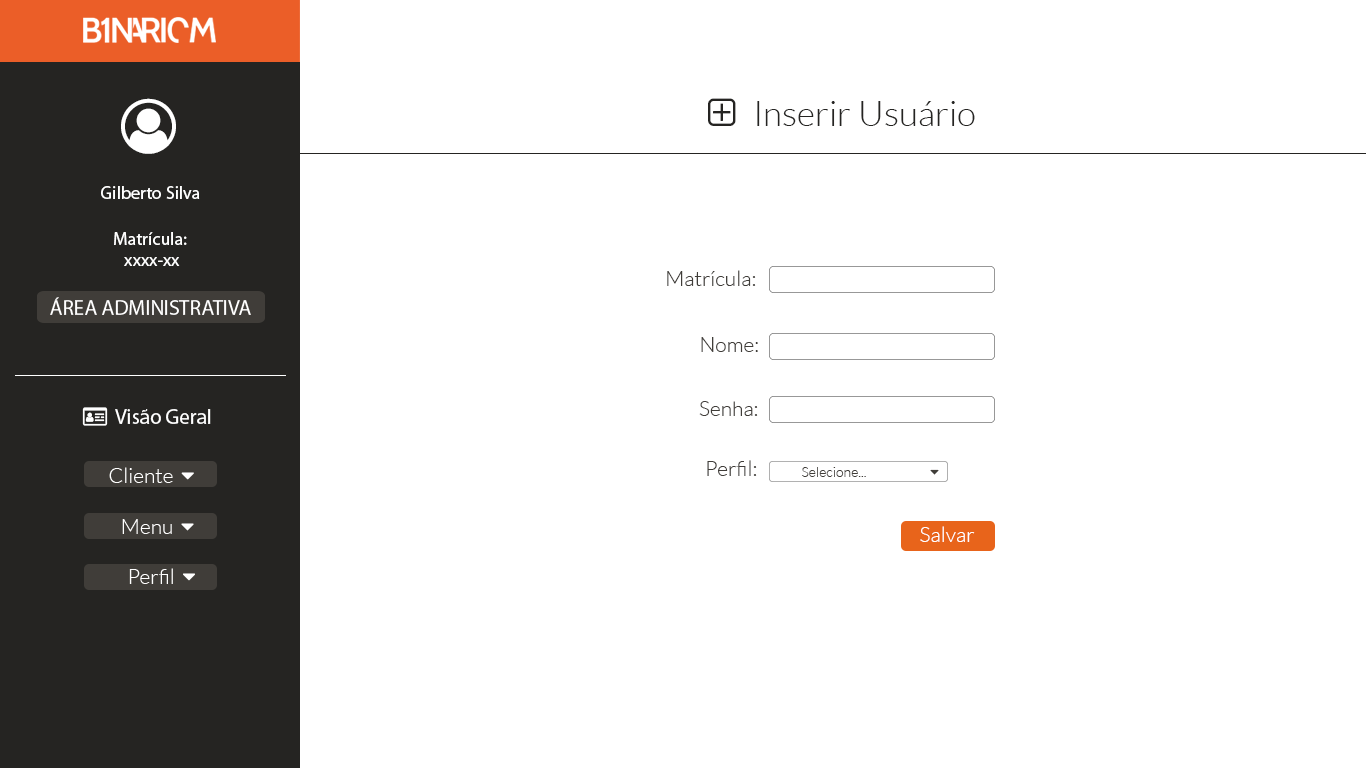 B1NARIOM
Gilberto Silva
Matrícula:
xxxx-xx
ÁREA ADMINISTRATIVA
Visão Geral
Cliente
Menu
Perfil
Inserir Usuário
Matrícula:
Nome:
Senha:
Perfil: Selecione...
Salvar